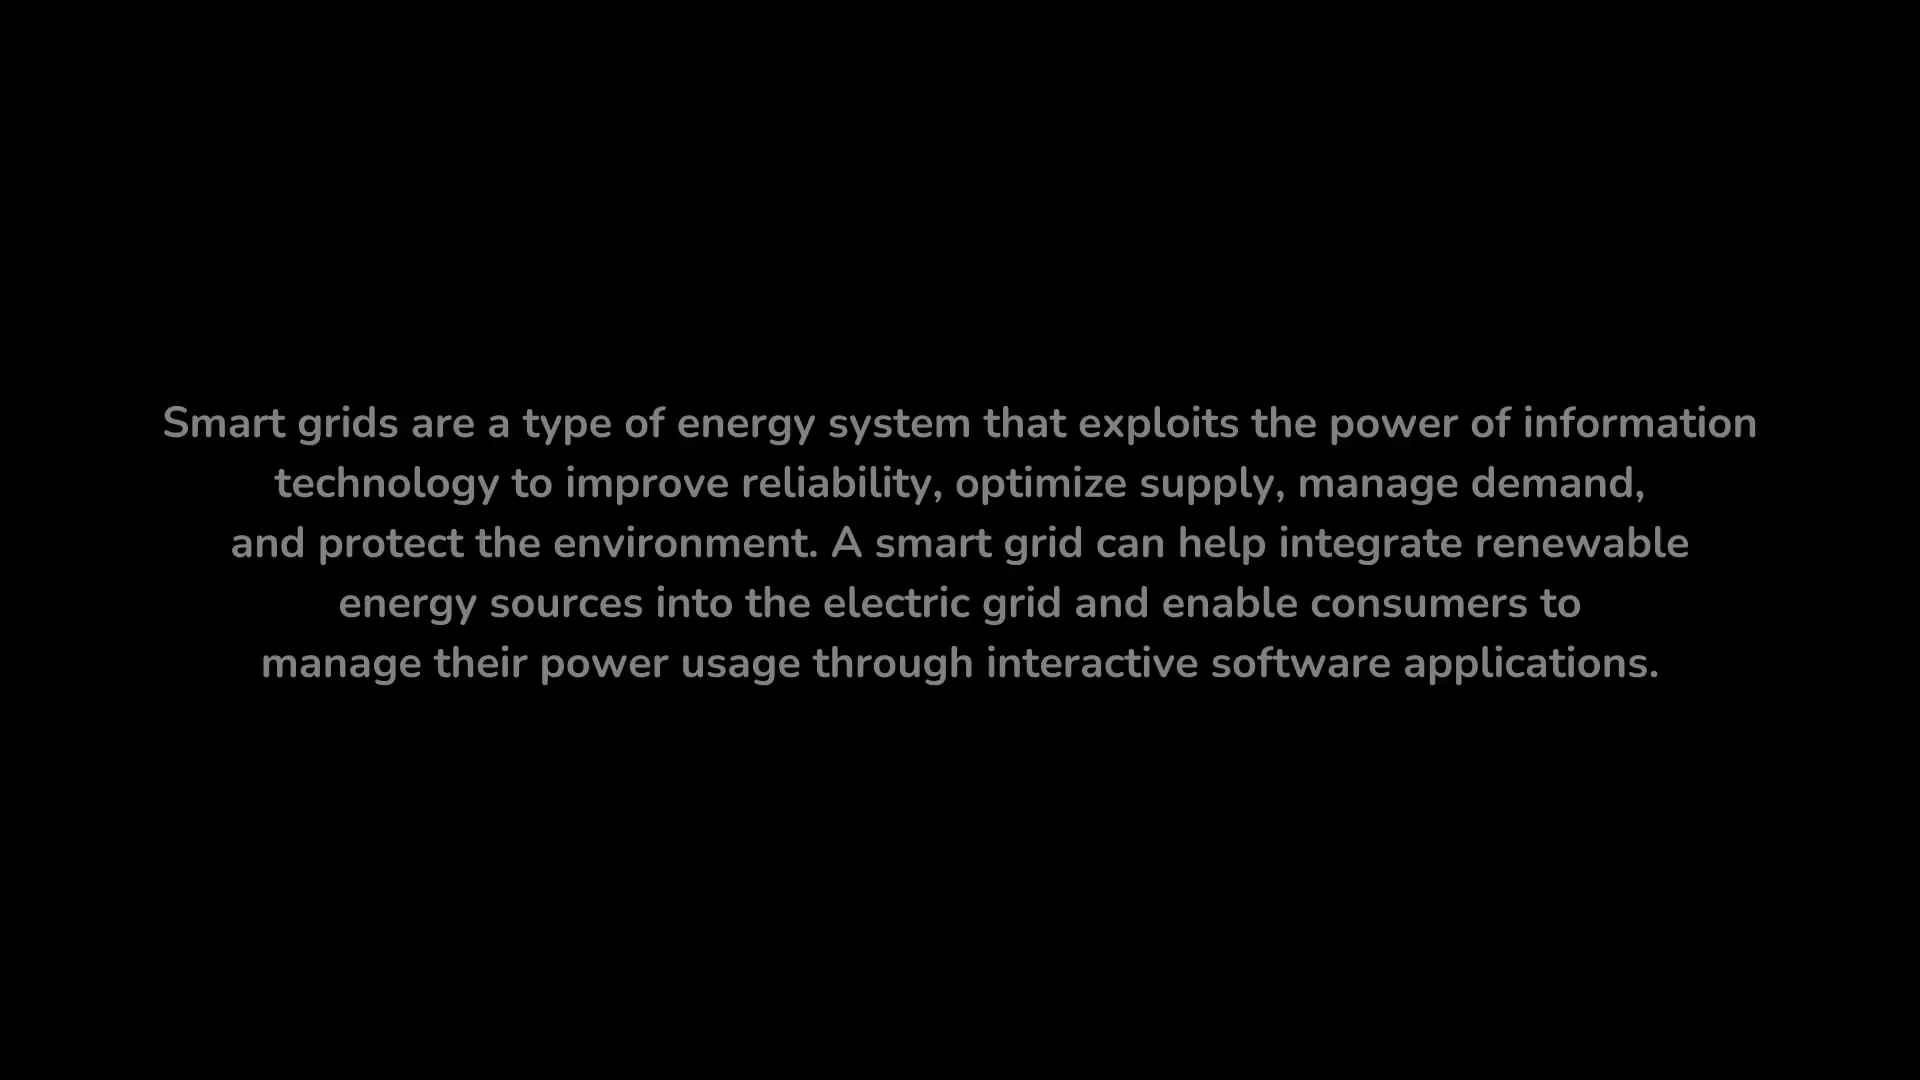 Smart grids are a type of energy system that exploits the power of information
technology to improve reliability, optimize supply, manage demand,
and protect the environment. A smart grid can help integrate renewable
energy sources into the electric grid and enable consumers to
manage their power usage through interactive software applications.